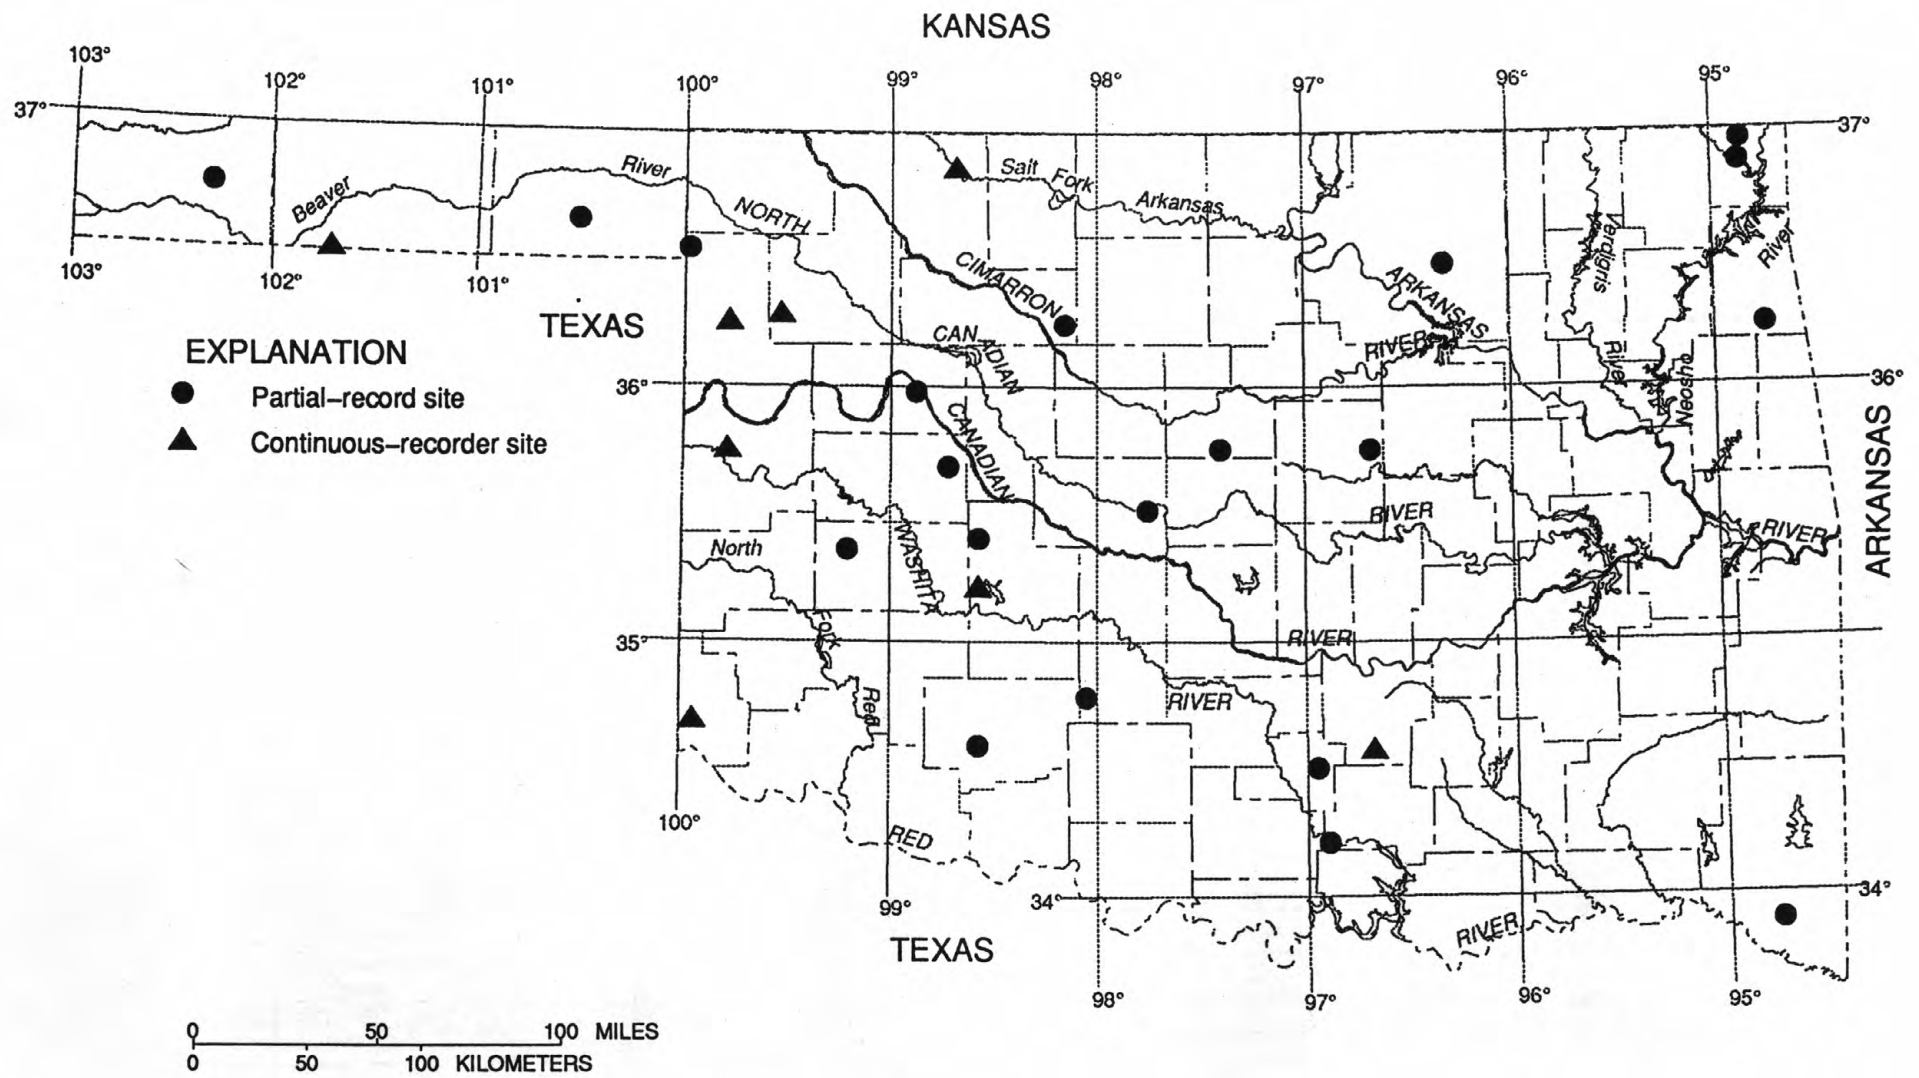 KANSAS
103°
102°
101°
100°
99°
98°
97°
96°
95°
37°
37°
Beaver
River
NORTH
Salt
Fork
Arkansas
CIMARRON
ARKANSAS
RIVER
Verdigris
River
Neosho
River
103°
102°
101°
TEXAS
CAN
ADIAN
EXPLANATION
Partial–record site
Continuous–recorder site
36°
36°
CANADIAN
RIVER
RIVER
ARKANSAS
North
Fork
Red
WASHITA
35°
RIVER
RIVER
100°
RED
99°
34°
34°
TEXAS
RIVER
98°
97°
96°
95°
0 50 100 MILES
0 50 100 KILOMETERS